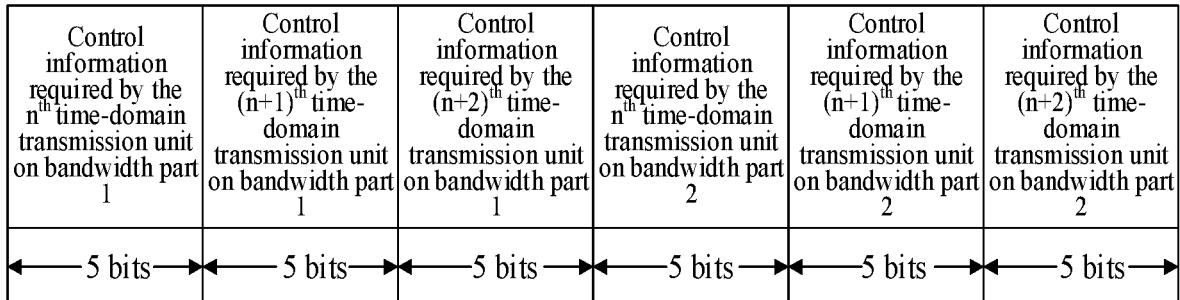 Control
information
required by the
n^th time-domain
transmission unit
on bandwidth part
1
Control
information
required by the
(n+1)^th time-
domain
transmission unit
on bandwidth part
1
Control
information
required by the
(n+2)^th time-
domain
transmission unit
on bandwidth part
1
Control
information
required by the
n^th time-domain
transmission unit
on bandwidth part
2
Control
information
required by the
(n+1)^th time-
domain
transmission unit
on bandwidth part
2
Control
information
required by the
(n+2)^th time-
domain
transmission unit
on bandwidth part
2
5 bits
5 bits
5 bits
5 bits
5 bits
5 bits